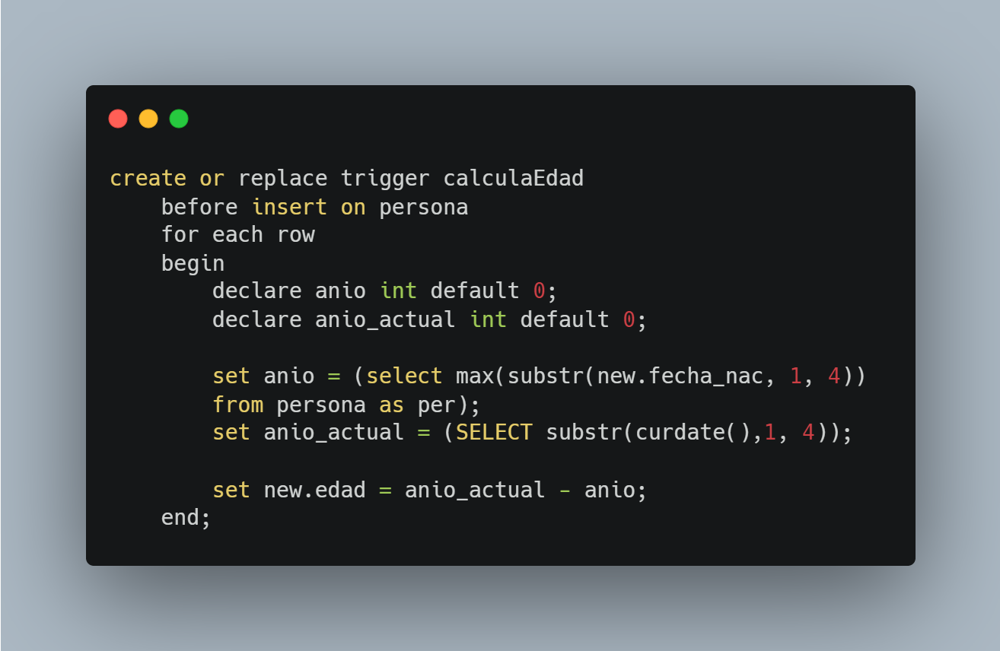 create or replace trigger calculaEdad
    before insert on persona
    for each row
    begin
        declare anio int default 0;
        declare anio_actual int default 0;

        set anio = (select max(substr(new.fecha_nac, 1, 4))
        from persona as per);
        set anio_actual = (SELECT substr(curdate(),1, 4));

        set new.edad = anio_actual - anio;
    end;